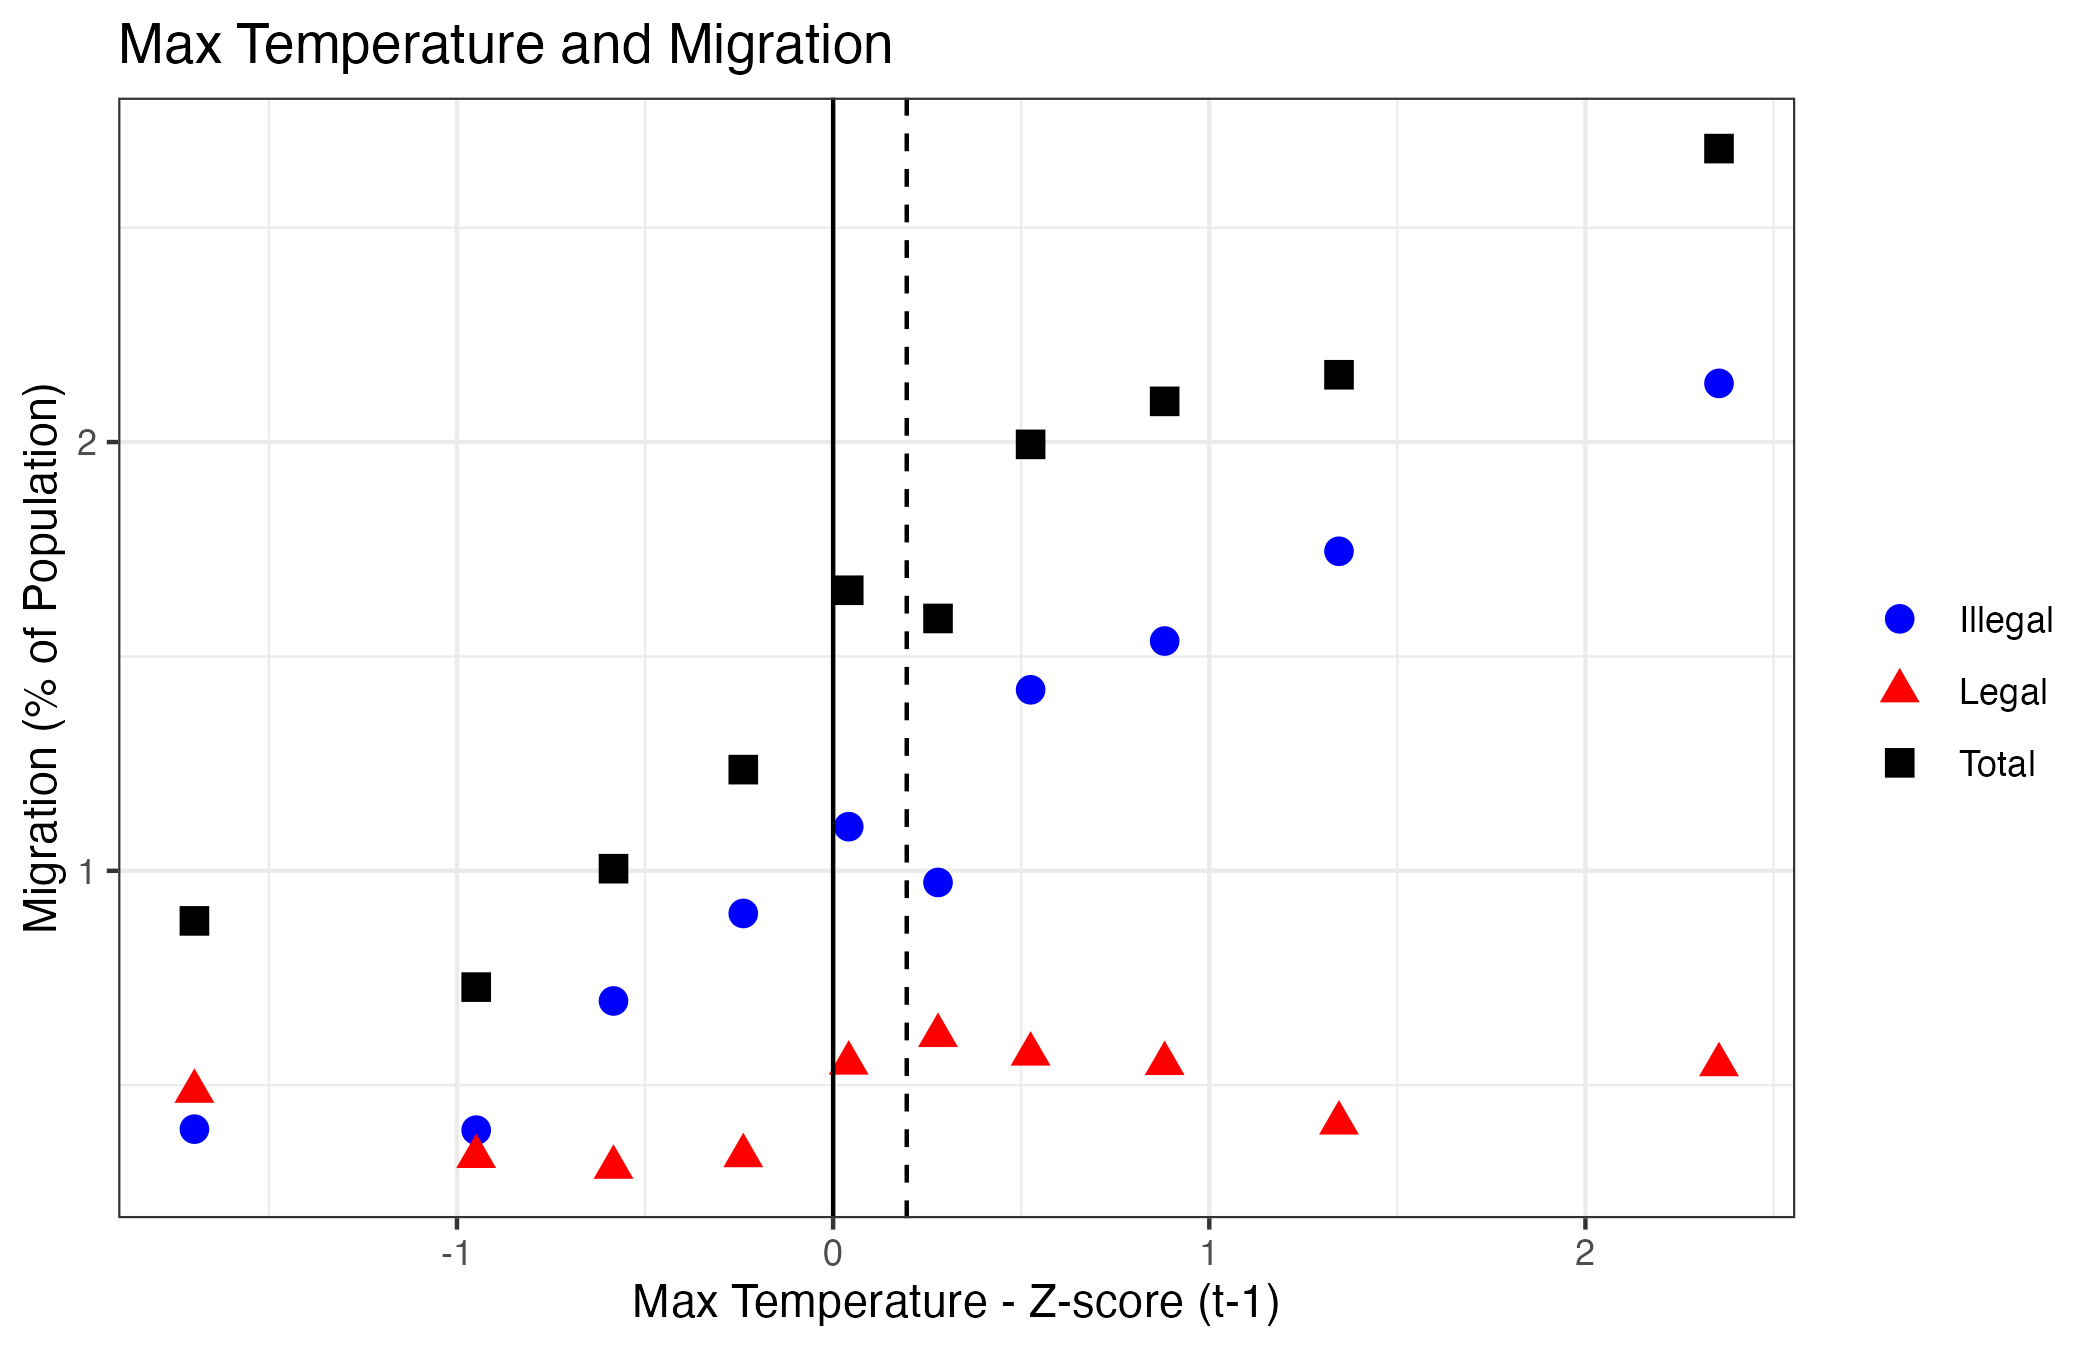 Max Temperature and Migration
Migration (% of Population)
2
1
-1 0 1 2
Max Temperature - Z-score (t-1)
Illegal
Legal
Total